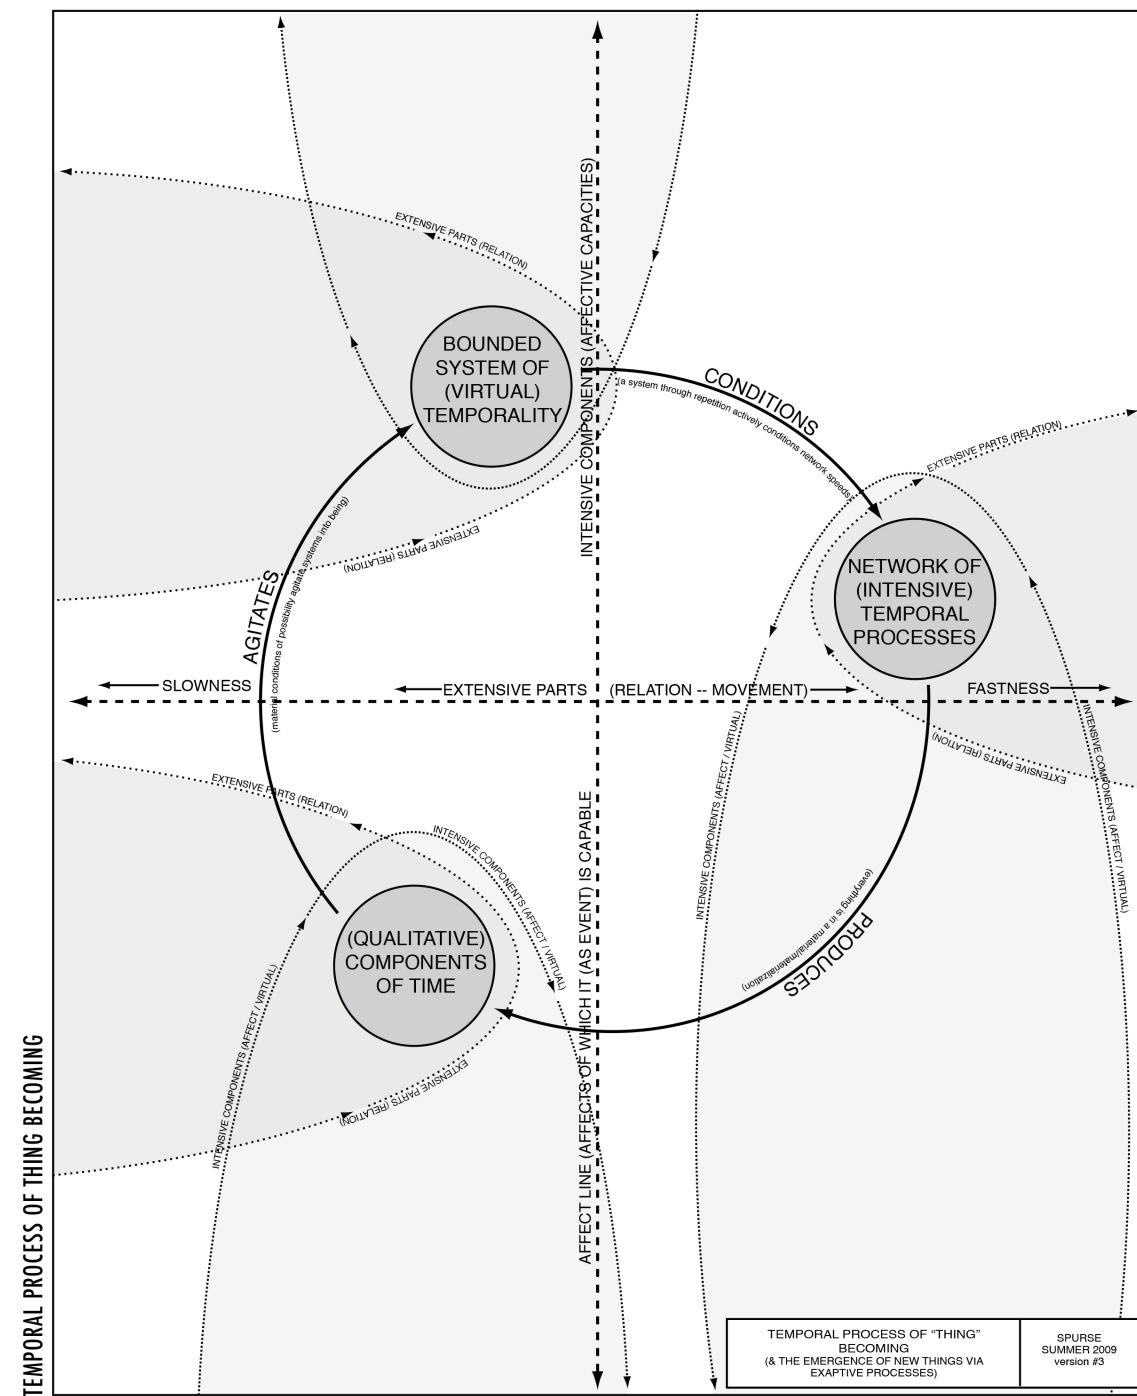 TEMPORAL PROCESS OF THING BECOMING
INTENSIVE COMPONENTS (AFFECTIVE CAPACITIES)
EXTENSIVE PARTS (RELATION)
BOUNDED
SYSTEM OF
(VIRTUAL)
TEMPORALITY
EXTENSIVE PARTS (RELATION)
CONDITIONS
(a system through repetition actively conditions network speeds)
EXTENSIVE PARTS (RELATION)
NETWORK OF
(INTENSIVE)
TEMPORAL
PROCESSES
AGITATES
(material conditions of possibility agitate systems into being)
SLOWNESS
EXTENSIVE PARTS (RELATION -- MOVEMENT)
FASTNESS
EXTENSIVE PARTS (RELATION)
INTENSIVE COMPONENTS (AFFECT / VIRTUAL)
INTENSIVE COMPONENTS (AFFECT / VIRTUAL)
EXTENSIVE PARTS (RELATION)
INTENSIVE COMPONENTS (AFFECT / VIRTUAL)
(QUALITATIVE)
COMPONENTS
OF TIME
INTENSIVE COMPONENTS (AFFECT / VIRTUAL)
EXTENSIVE PARTS (RELATION)
PRODUCES
(everything is in a material/materialization)
AFFECT LINE (AFFECTS OF WHICH IT (AS EVENT) IS CAPABLE
TEMPORAL PROCESS OF “THING”
BECOMING
(& THE EMERGENCE OF NEW THINGS VIA
EXAPTIVE PROCESSES)
SPURSE
SUMMER 2009
version #3